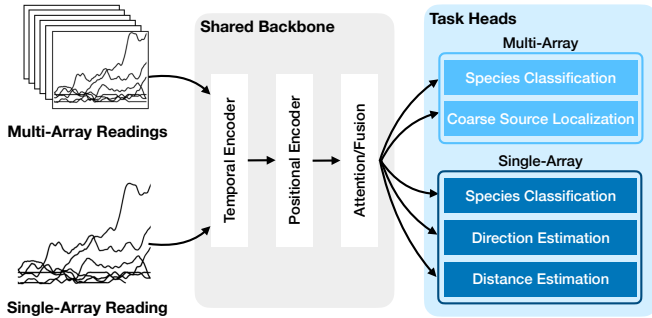 Multi-Array Readings
Single-Array Reading
Shared Backbone
Temporal Encoder
Positional Encoder
Attention/Fusion
Task Heads
Multi-Array
Species Classification
Coarse Source Localization
Single-Array
Species Classification
Direction Estimation
Distance Estimation